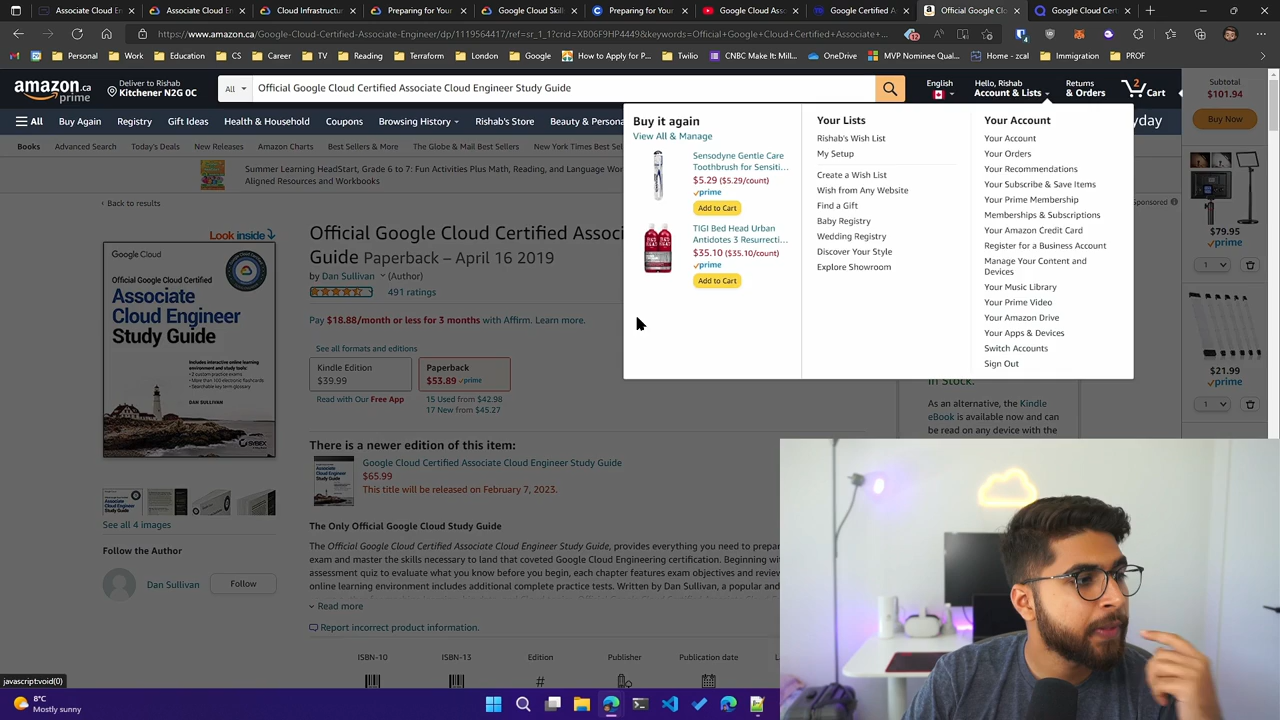 Associate
Cloud Infrastructu
Preparing for Your
Google Cloud Skil
Preparing for Your
Google Cloud Asso
Google Certified A
Official Google Clo
Google Cloud Cert
https://www.amazon.ca/Google-Cloud-Certified-Associate-Engineer/dp/1119564417/ref=sr_1_1?crid=XB06F9HP4449&keywords=Official+Google+Cloud+Certified+Associate+...
People
Work
Education
CS
Career
TV
Reading
Terraform
Fitness
Content
Google
Twilio
CNBC Make It: Mill...
OneDrive
MVP Nominee Qual...
Home - zcal
Immigration
PROF
amazon.ca
prime
Deliver to Rishab
Kitchener N2G 0C
All
Official Google Cloud Certified Associate Cloud Engineer Study Guide
English
Hello, Rishab
Account & Lists
Returns
& Orders
2
Cart
Subtotal
$101.94
Buy Now
All
Buy Again
Registry
Gift Ideas
Health & Household
Coupons
Browsing History
Rishab's Store
Beauty & Persona
yday
Books
Advanced Search
Today's Deals
New Releases
Amazon Charts
Best Sellers & More
The Globe & Mail Best Sellers
New York Times Bes
Summer Learning HeadStart, Grade 6 to 7: Fun Activities Plus Math, Reading, and Language Wor
Aligned Resources and Workbooks
Sponsored
Back to results
Look inside
Google Cloud
Official Google Cloud Certified
Associate
Cloud Engineer
Study Guide
Includes interactive online learning
environment and study tools:
DAN SULLIVAN
SYBEX
See all 4 images
Follow the Author
Dan Sullivan
Follow
Official Google Cloud Certified Associ
Guide Paperback – April 16 2019
by Dan Sullivan
(Author)
491 ratings
Pay $18.88/month or less for 3 months with Affirm. Learn more.
See all formats and editions
Kindle Edition
$39.99
Read with Our Free App
Paperback
$53.89 prime
15 Used from $42.98
17 New from $45.27
There is a newer edition of this item:
Google Cloud Certified Associate Cloud Engineer Study Guide
$65.99
This title will be released on February 7, 2023.
The Only Official Google Cloud Study Guide
The Official Google Cloud Certified Associate Cloud Engineer Study Guide, provides everything you need to prepar
exam and master the skills necessary to land that coveted Google Cloud Engineering certification. Beginning wit
assessment quiz to evaluate what you know before you begin, each chapter features exam objectives and review
online learning environment includes additional complete practice tests. Written by Dan Sullivan, a popular and
Read more
Report incorrect product information.
ISBN-10
ISBN-13
Edition
Publisher
Publication date
Buy it again
View All & Manage
Sensodyne Gentle Care
Toothbrush for Sensiti...
$5.29 ($5.29/count)
prime
Add to Cart
TIGI Bed Head Urban
Antidotes 3 Resurrecti...
$35.10 ($35.10/count)
prime
Add to Cart
Your Lists
Rishab's Wish List
My Setup
Create a Wish List
Wish from Any Website
Find a Gift
Baby Registry
Wedding Registry
Discover Your Style
Explore Showroom
Your Account
Your Account
Your Orders
Your Recommendations
Your Subscribe & Save Items
Your Prime Membership
Memberships & Subscriptions
Your Amazon Credit Card
Register for a Business Account
Manage Your Content and
Devices
Your Music Library
Your Prime Video
Your Amazon Drive
Your Apps & Devices
Switch Accounts
Sign Out
In Stock.
As an alternative, the Kindle
eBook is available now and can
be read on any device with the
$79.95
prime
1
$21.99
prime
1
javascript:void(0)
8°C
Mostly sunny